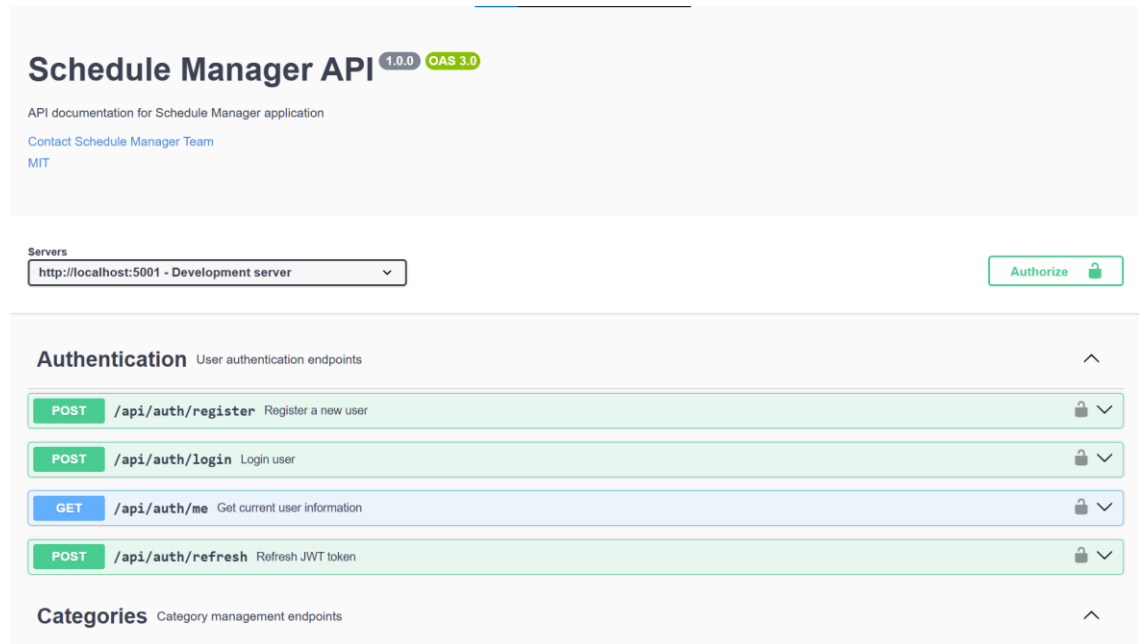 Schedule Manager API 1.0.0 OAS 3.0
API documentation for Schedule Manager application
Contact Schedule Manager Team
MIT
Servers
http://localhost:5001 - Development server
Authorize
Authentication User authentication endpoints
POST /api/auth/register Register a new user
POST /api/auth/login Login user
GET /api/auth/me Get current user information
POST /api/auth/refresh Refresh JWT token
Categories Category management endpoints